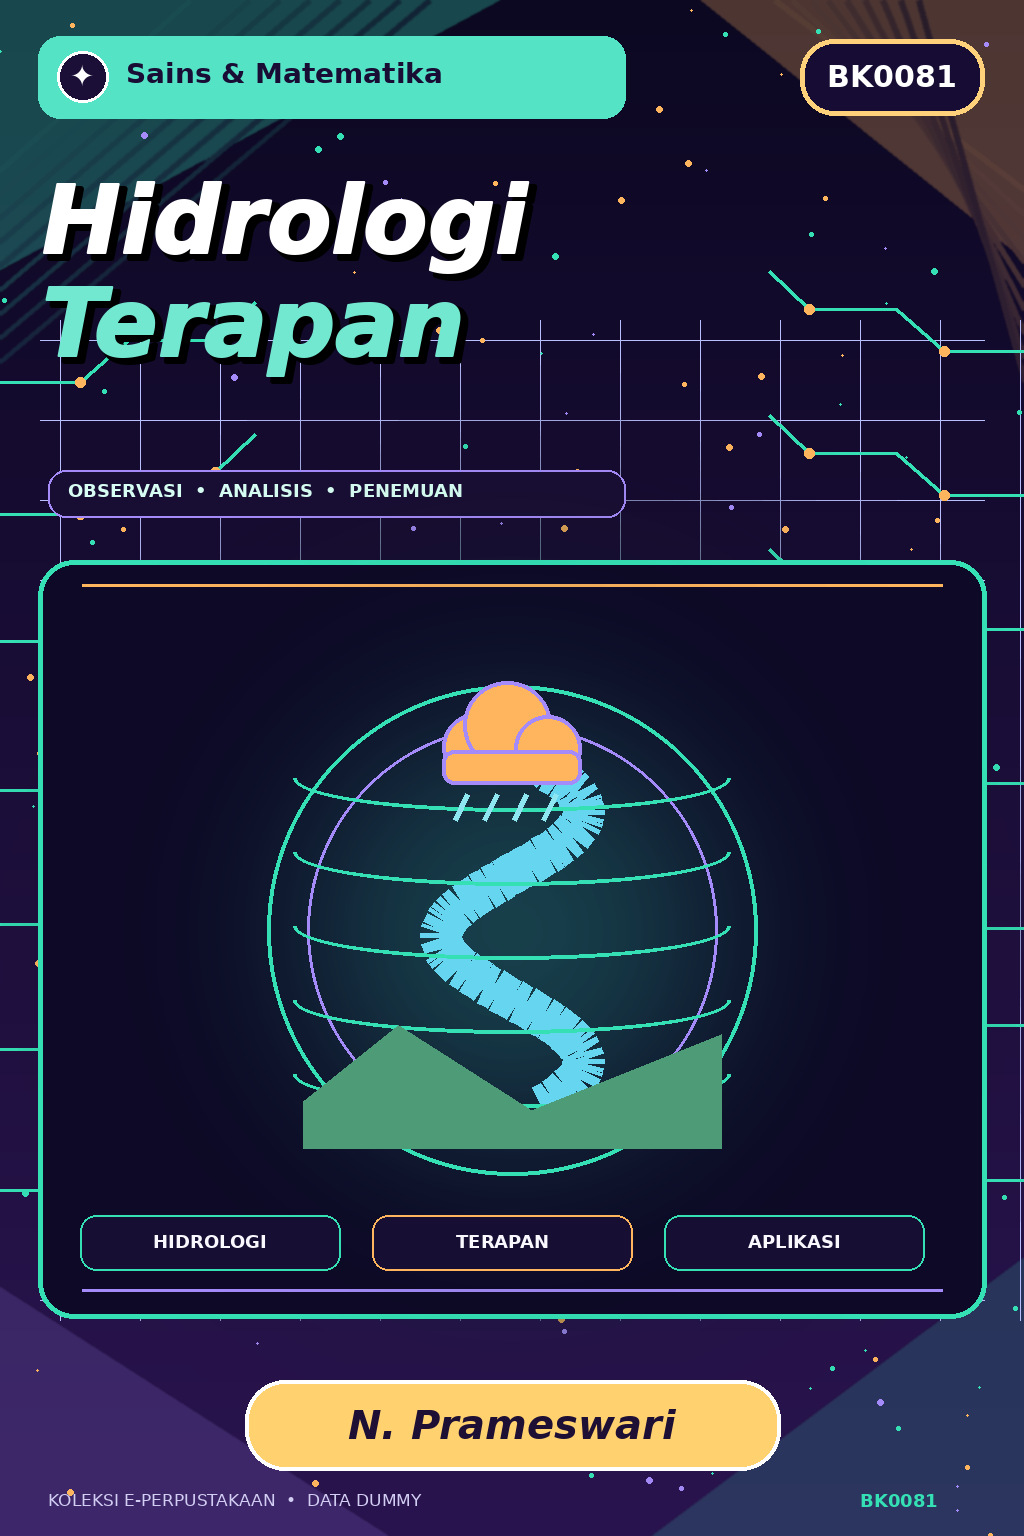 Sains & Matematika
BK0081
Hidrologi
Terapan
OBSERVASI • ANALISIS • PENEMUAN
HIDROLOGI
TERAPAN
APLIKASI
N. Prameswari
KOLEKSI E-PERPUSTAKAAN • DATA DUMMY
BK0081